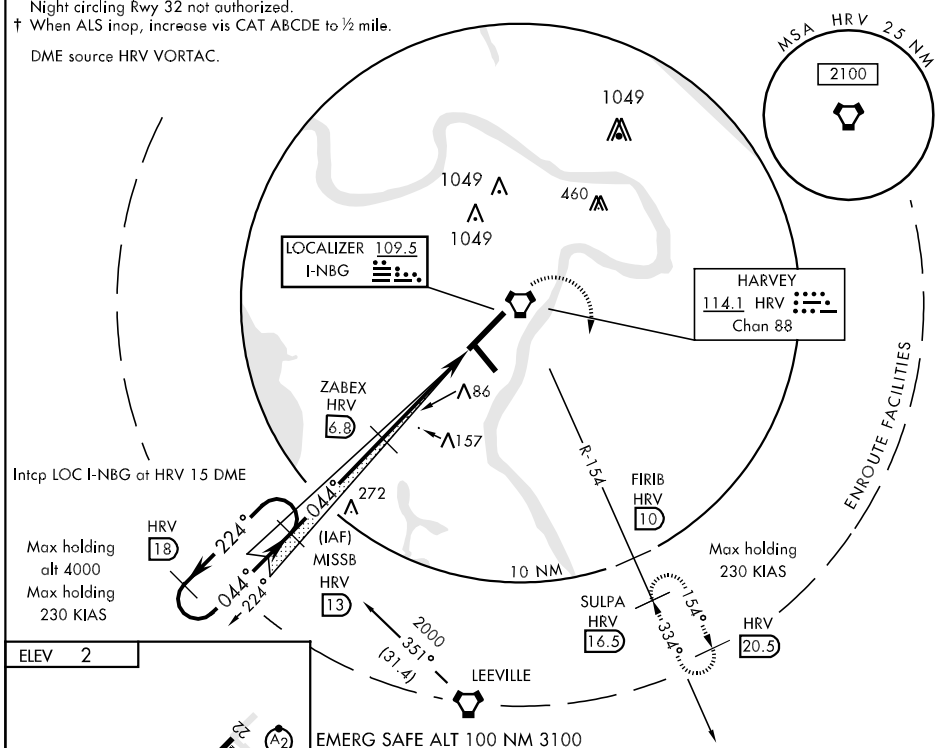 Night circling Rwy 32 not authorized.
† When ALS inop, increase vis CAT ABCDE to ½ mile.
DME source HRV VORTAC.
MSA HRV 25 NM
2100
1049
1049
460
1049
LOCALIZER 109.5
I-NBG
HARVEY
114.1 HRV
Chan 88
ZABEX
HRV
6.8
86
157
R-154
ENROUTE FACILITIES
Intcp LOC I-NBG at HRV 15 DME
044°
272
FIRIB
HRV
10
HRV
18
224°
(IAF)
MISSB
HRV
13
Max holding
alt 4000
Max holding
230 KIAS
044°
224°
10 NM
Max holding
230 KIAS
SULPA
HRV
16.5
154°
334°
HRV
20.5
2000
351°
(31.4)
LEEVILLE
ELEV 2
22
A2
EMERG SAFE ALT 100 NM 3100